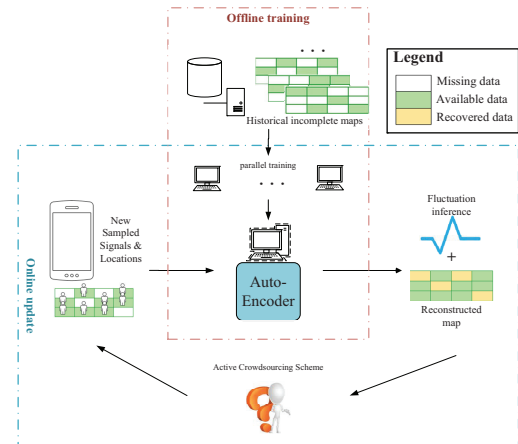 Offline training
. . .
Legend
Missing data
Available data
Recovered data
Historical incomplete maps
parallel training
. . .
New
Sampled
Signals &
Locations
Fluctuation
inference
+
Auto-
Encoder
Reconstructed
map
Online update
Active Crowdsourcing Scheme